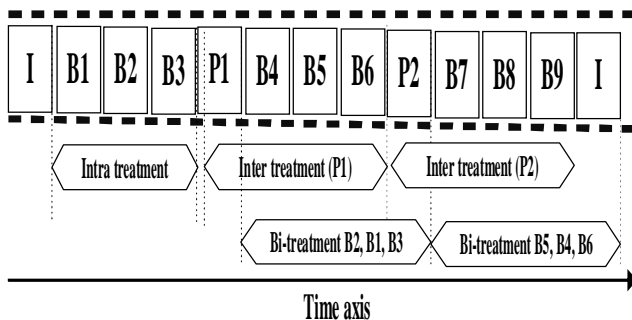 I B1 B2 B3 P1 B4 B5 B6 P2 B7 B8 B9 I
Intra treatment Inter treatment (P1) Inter treatment (P2)
Bi-treatment B2, B1, B3 Bi-treatment B5, B4, B6
Time axis